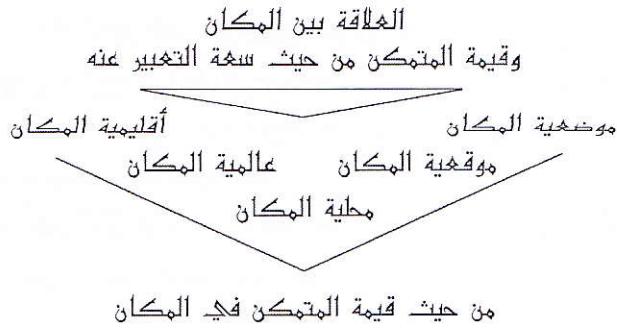 العلاقة بين المكان
وقيمة المتمكن من حيث سعة التعبير عنه
موضعية المكان
أقليمية المكان
موقعية المكان
عالمية المكان
محلية المكان
من حيث قيمة المتمكن في المكان